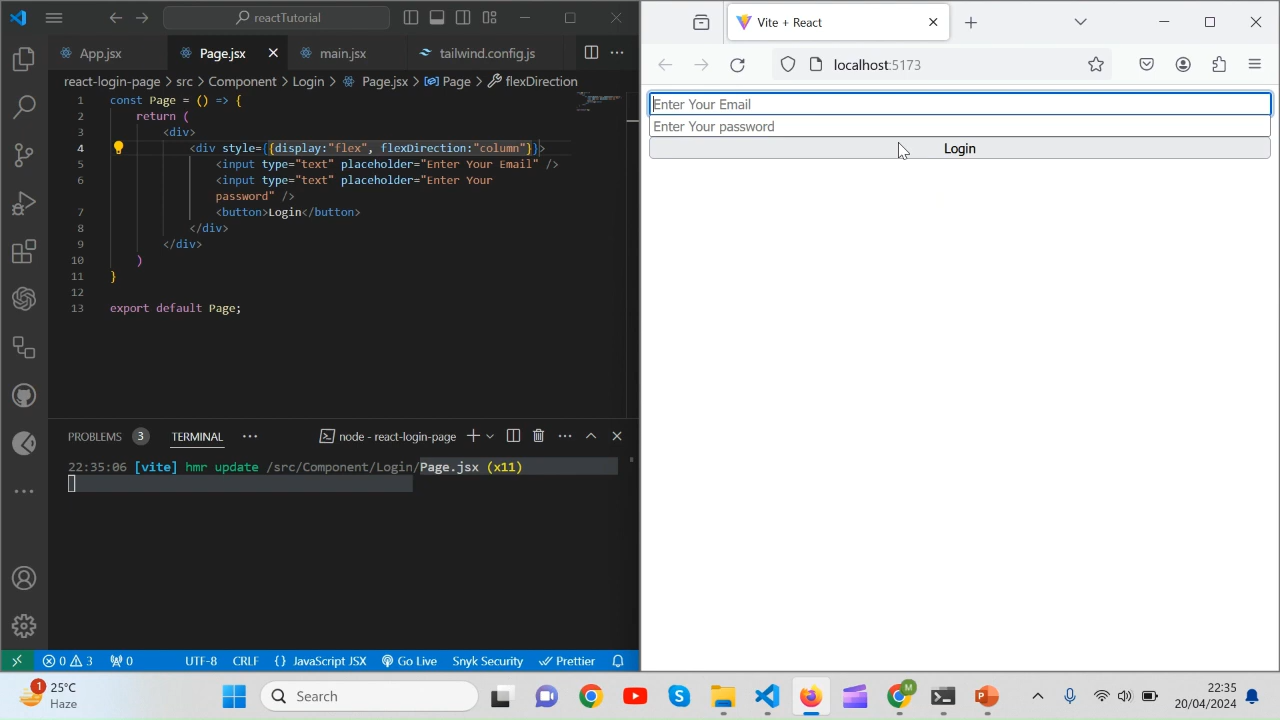 reactTutorial
App.jsx
Page.jsx
main.jsx
tailwind.config.js
react-login-page > src > Component > Login > Page.jsx > Page > flexDirection
1 const Page = () => {
2 return (
3 <div>
4 <div style={{display:"flex", flexDirection:"column"}}>
5 <input type="text" placeholder="Enter Your Email" />
6 <input type="text" placeholder="Enter Your
password" />
7 <button>Login</button>
8 </div>
9 </div>
10 )
11 }
12
13 export default Page;
PROBLEMS 3 TERMINAL ... node - react-login-page
22:35:06 [vite] hmr update /src/Component/Login/Page.jsx (x11)
0 3 0 UTF-8 CRLF {} JavaScript JSX Go Live Snyk Security Prettier
Vite + React
localhost:5173
Enter Your Email
Enter Your password
Login
1
25°C
Haze
Search
M
22:35
20/04/2024